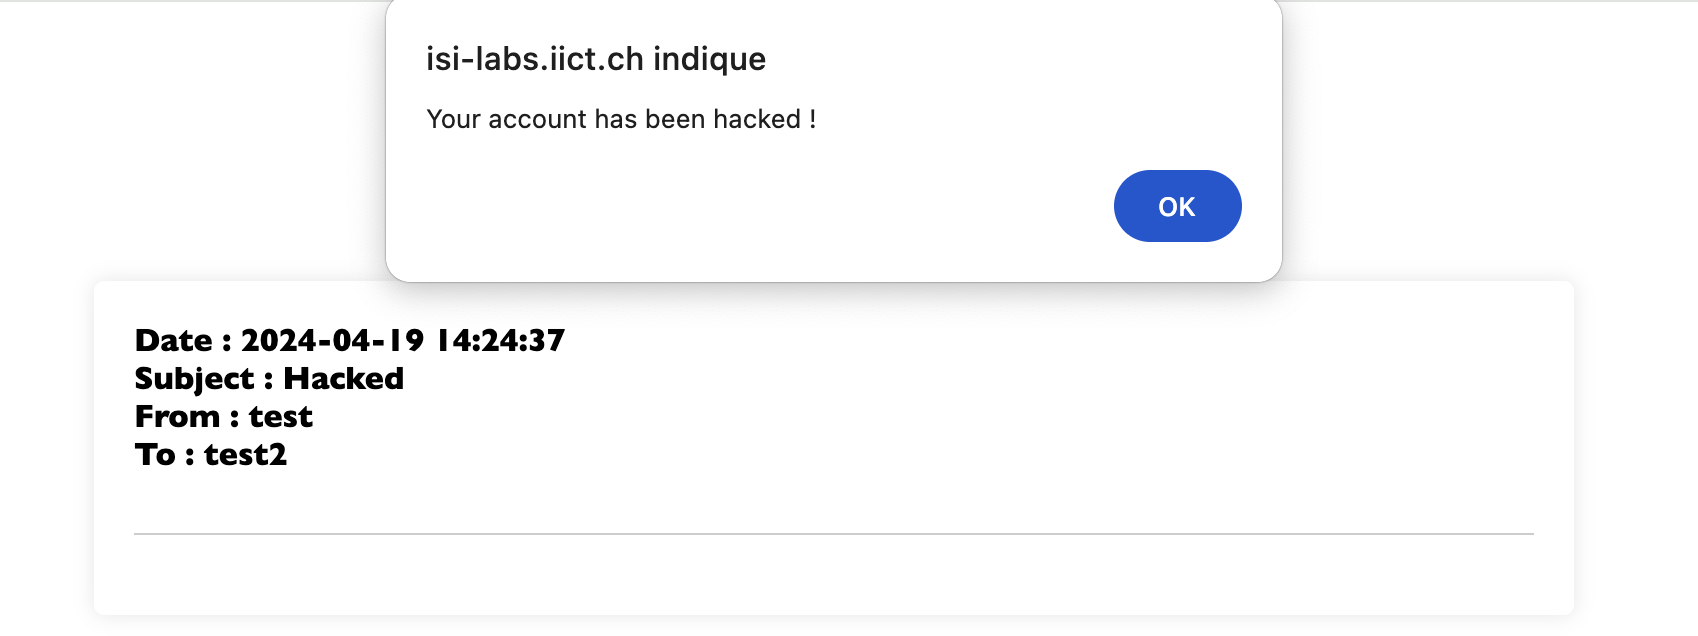 isi-labs.iict.ch indique
Your account has been hacked !
OK
Date : 2024-04-19 14:24:37
Subject : Hacked
From : test
To : test2